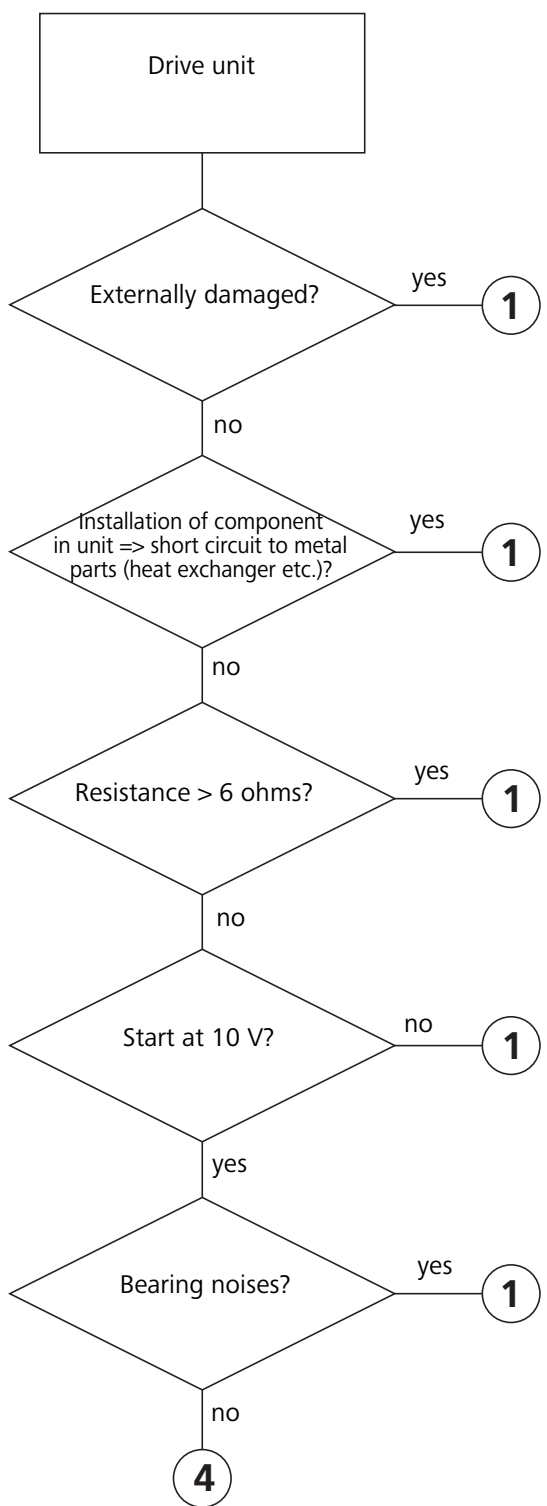 Drive unit
Externally damaged?
yes
1
no
Installation of component
in unit => short circuit to metal
parts (heat exchanger etc.)?
yes
1
no
Resistance > 6 ohms?
yes
1
no
Start at 10 V?
no
1
yes
Bearing noises?
yes
1
no
4